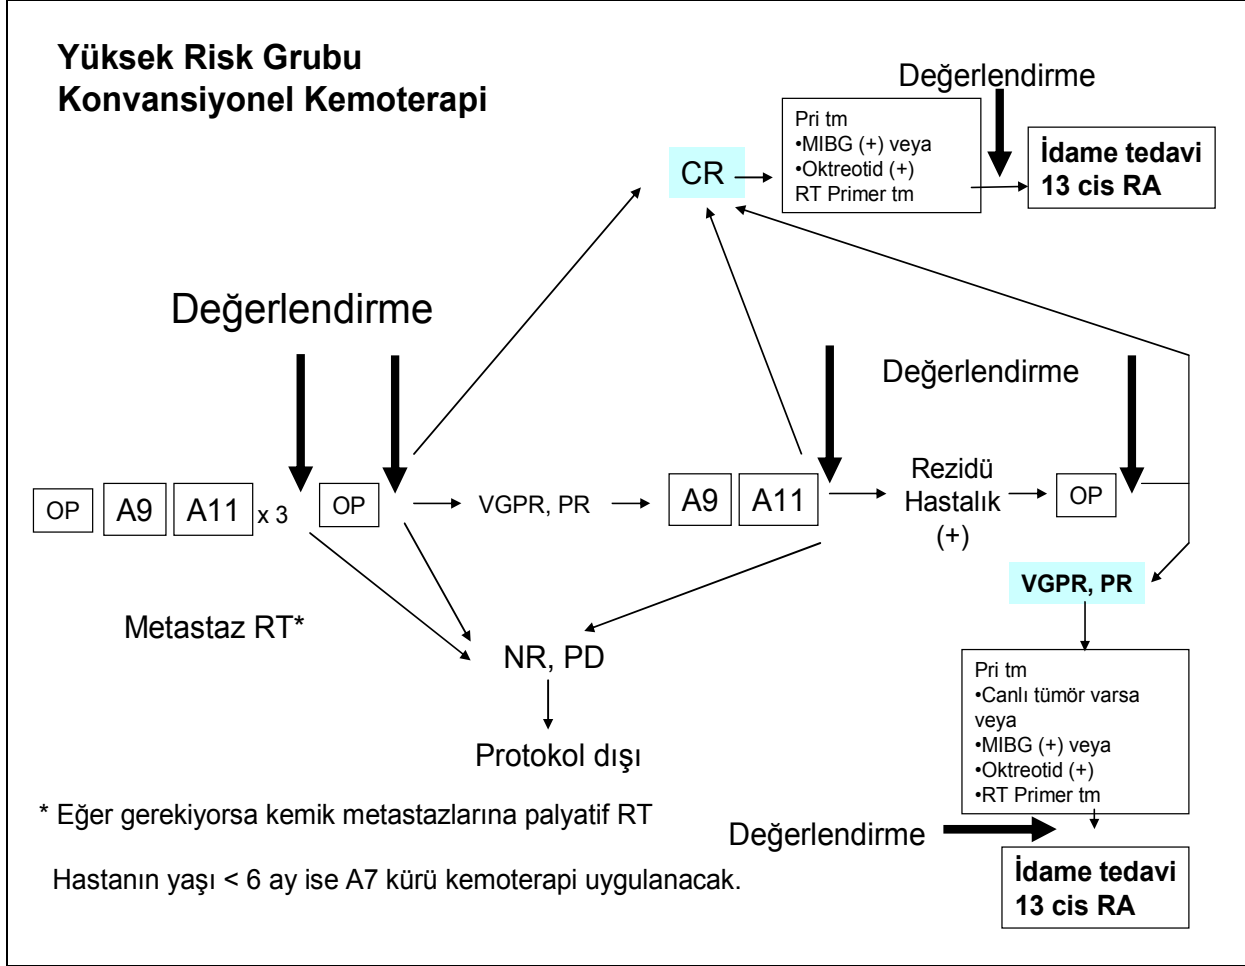 Yüksek Risk Grubu
Konvansiyonel Kemoterapi
Değerlendirme
CR
Pri tm
•MIBG (+) veya
•Oktreotid (+)
RT Primer tm
İdame tedavi
13 cis RA
Değerlendirme
Değerlendirme
OP
A9
A11
x 3
OP
VGPR, PR
A9
A11
Rezidü
Hastalık
(+)
OP
VGPR, PR
Metastaz RT*
NR, PD
Protokol dışı
Pri tm
•Canlı tümör varsa
veya
•MIBG (+) veya
•Oktreotid (+)
•RT Primer tm
* Eğer gerekiyorsa kemik metastazlarına palyatif RT
Değerlendirme
Hastanın yaşı < 6 ay ise A7 kürü kemoterapi uygulanacak.
İdame tedavi
13 cis RA